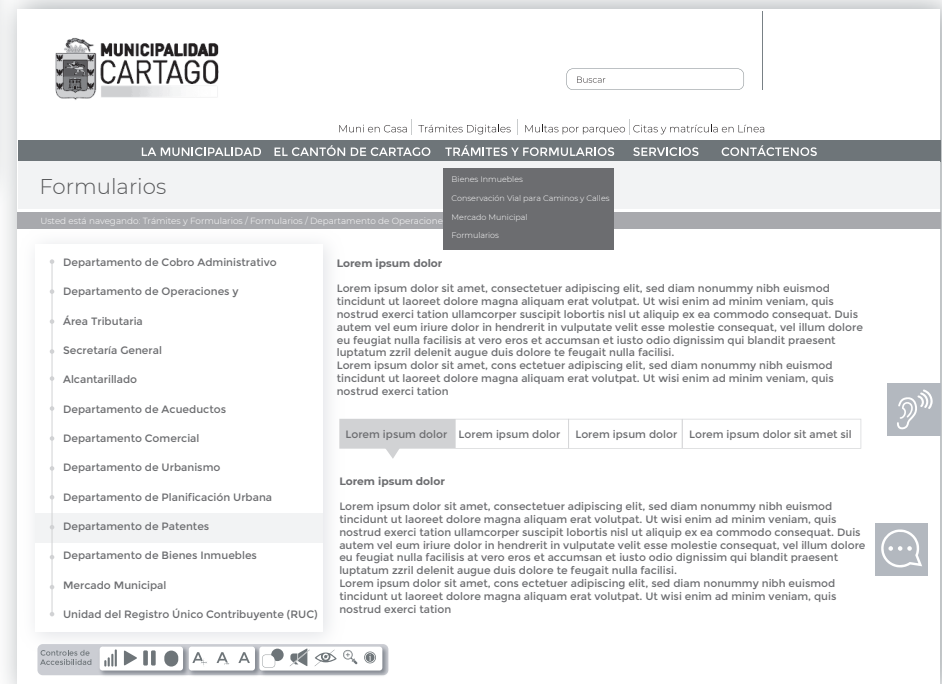 MUNICIPALIDAD
CARTAGO
Buscar
Muni en Casa | Trámites Digitales | Multas por parqueo | Citas y matrícula en Línea
LA MUNICIPALIDAD EL CANTÓN DE CARTAGO TRÁMITES Y FORMULARIOS SERVICIOS CONTÁCTENOS
Formularios
Bienes Inmuebles
Conservación Vial para Caminos y Calles
Mercado Municipal
Formularios
Usted está navegando: Trámites y Formularios / Formularios / Departamento de Operacione
Departamento de Cobro Administrativo
Departamento de Operaciones y
Área Tributaria
Secretaría General
Alcantarillado
Departamento de Acueductos
Departamento Comercial
Departamento de Urbanismo
Departamento de Planificación Urbana
Departamento de Patentes
Departamento de Bienes Inmuebles
Mercado Municipal
Unidad del Registro Único Contribuyente (RUC)
Lorem ipsum dolor
Lorem ipsum dolor sit amet, consectetuer adipiscing elit, sed diam nonummy nibh euismod
tincidunt ut laoreet dolore magna aliquam erat volutpat. Ut wisi enim ad minim veniam, quis
nostrud exerci tation ullamcorper suscipit lobortis nisl ut aliquip ex ea commodo consequat. Duis
autem vel eum iriure dolor in hendrerit in vulputate velit esse molestie consequat, vel illum dolore
eu feugiat nulla facilisis at vero eros et accumsan et iusto odio dignissim qui blandit praesent
luptatum zzril delenit augue duis dolore te feugait nulla facilisi.
Lorem ipsum dolor sit amet, cons ectetuer adipiscing elit, sed diam nonummy nibh euismod
tincidunt ut laoreet dolore magna aliquam erat volutpat. Ut wisi enim ad minim veniam, quis
nostrud exerci tation
Lorem ipsum dolor Lorem ipsum dolor Lorem ipsum dolor Lorem ipsum dolor sit amet sil
Lorem ipsum dolor
Lorem ipsum dolor sit amet, consectetuer adipiscing elit, sed diam nonummy nibh euismod
tincidunt ut laoreet dolore magna aliquam erat volutpat. Ut wisi enim ad minim veniam, quis
nostrud exerci tation ullamcorper suscipit lobortis nisl ut aliquip ex ea commodo consequat. Duis
autem vel eum iriure dolor in hendrerit in vulputate velit esse molestie consequat, vel illum dolore
eu feugiat nulla facilisis at vero eros et accumsan et iusto odio dignissim qui blandit praesent
luptatum zzril delenit augue duis dolore te feugait nulla facilisi.
Lorem ipsum dolor sit amet, cons ectetuer adipiscing elit, sed diam nonummy nibh euismod
tincidunt ut laoreet dolore magna aliquam erat volutpat. Ut wisi enim ad minim veniam, quis
nostrud exerci tation
Controles de
Accesibilidad
A A A